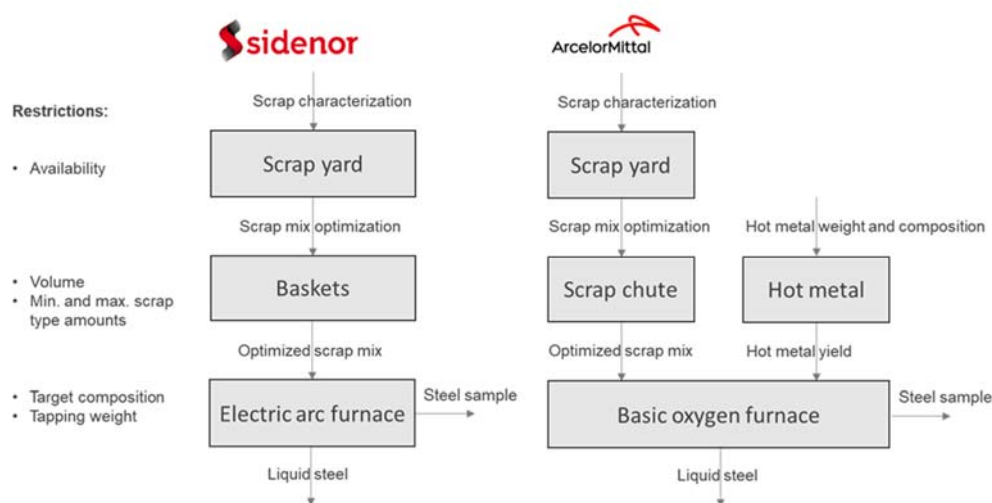 sidenor
ArcelorMittal
Scrap characterization
Scrap characterization
Restrictions:
• Availability
Scrap yard
Scrap yard
Scrap mix optimization
Scrap mix optimization
Hot metal weight and composition
• Volume
• Min. and max. scrap
type amounts
Baskets
Scrap chute
Hot metal
Optimized scrap mix
Optimized scrap mix
Hot metal yield
• Target composition
• Tapping weight
Electric arc furnace
Steel sample
Basic oxygen furnace
Steel sample
Liquid steel
Liquid steel